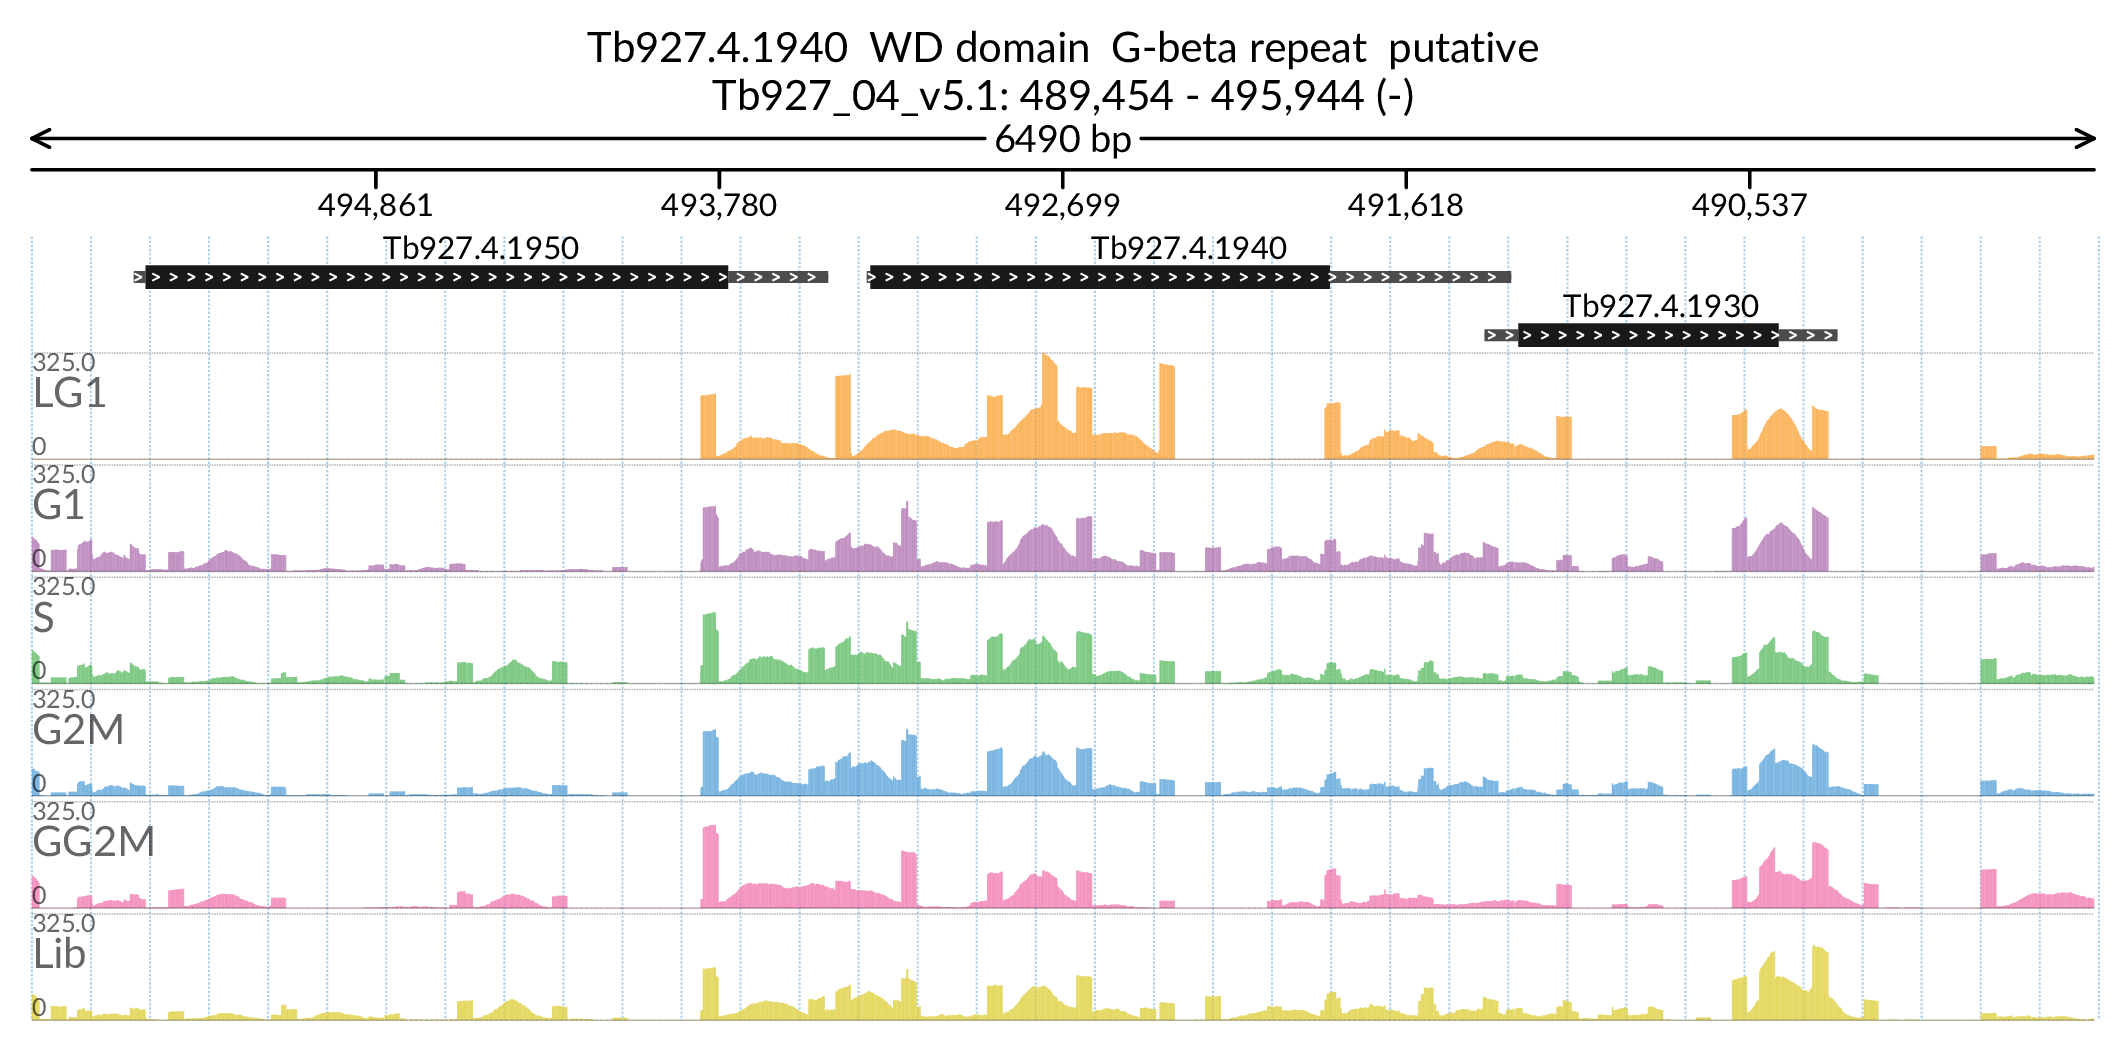 Tb927.4.1940  WD domain  G-beta repeat  putative
Tb927_04_v5.1: 489,454 - 495,944 (-)
6490 bp
494,861 493,780 492,699 491,618 490,537
Tb927.4.1950 Tb927.4.1940
Tb927.4.1930
325.0
LG1
0
325.0
G1
0
325.0
S
0
325.0
G2M
0
325.0
GG2M
0
325.0
Lib
0